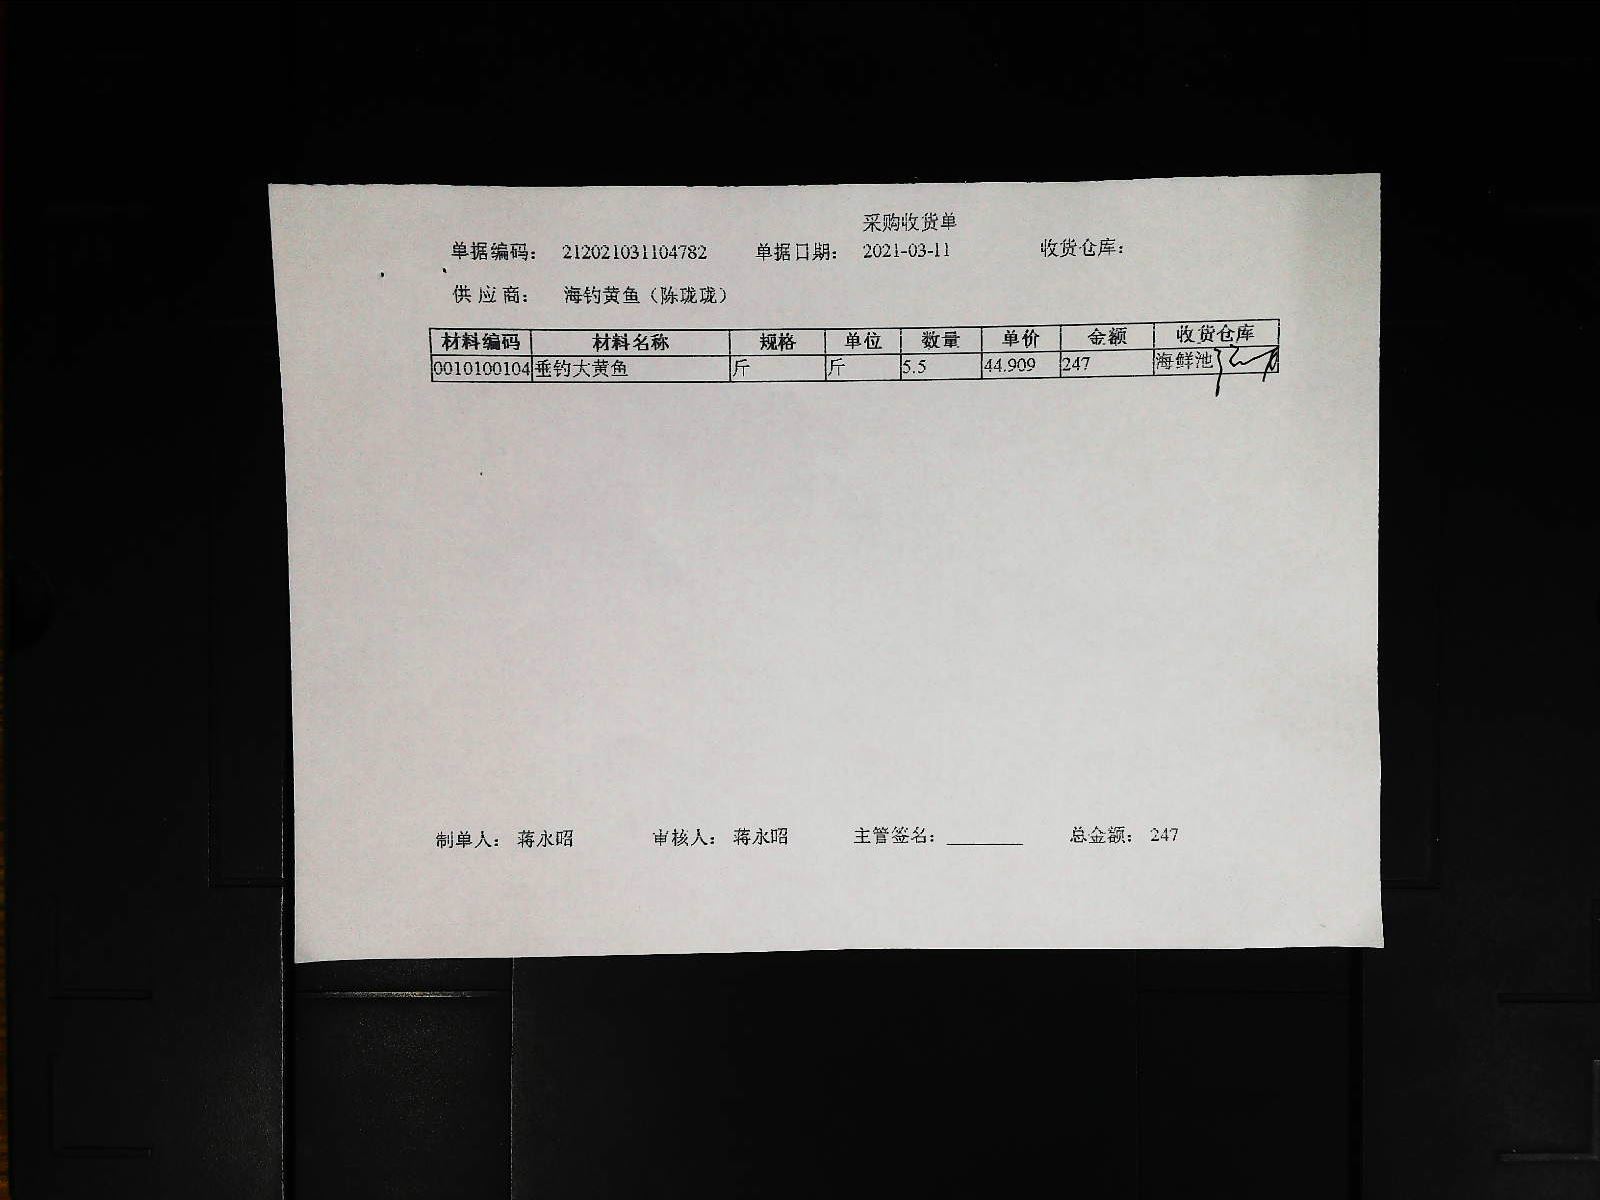 采购收货单
单据编码: 212021031104782 单据日期: 2021-03-11 收货仓库:
供 应 商: 海钓黄鱼（陈珑珑）
材料编码 材料名称 规格 单位 数量 单价 金额 收货仓库
0010100104 垂钓大黄鱼 斤 斤 5.5 44.909 247 海鲜池
制单人: 蒋永昭 审核人: 蒋永昭 主管签名: ________ 总金额: 247